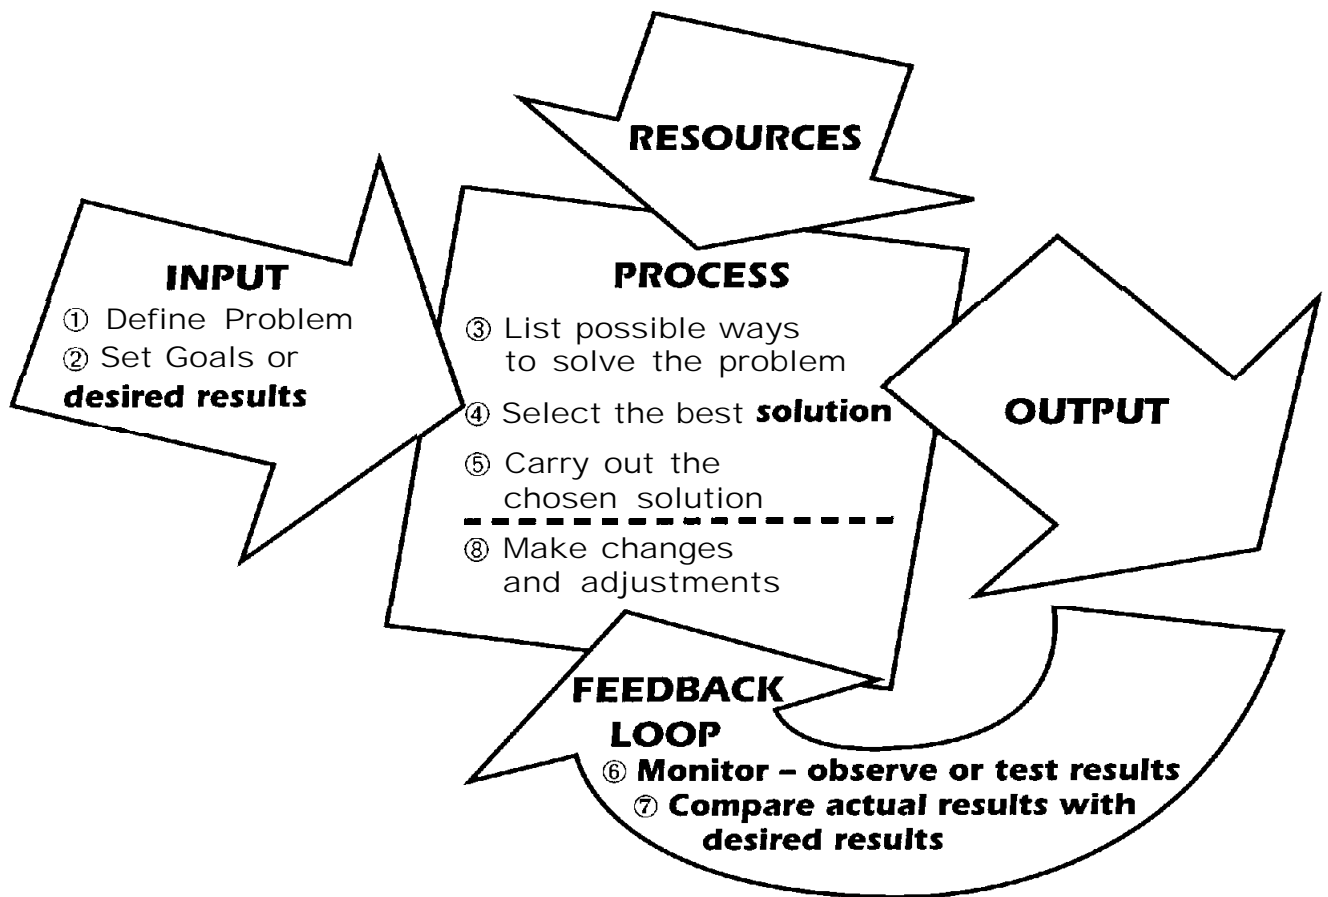 RESOURCES
INPUT
① Define Problem
② Set Goals or
desired results
PROCESS
③ List possible ways
to solve the problem
④ Select the best solution
⑤ Carry out the
chosen solution
⑧ Make changes
and adjustments
OUTPUT
FEEDBACK
LOOP
⑥ Monitor – observe or test results
⑦ Compare actual results with
desired results